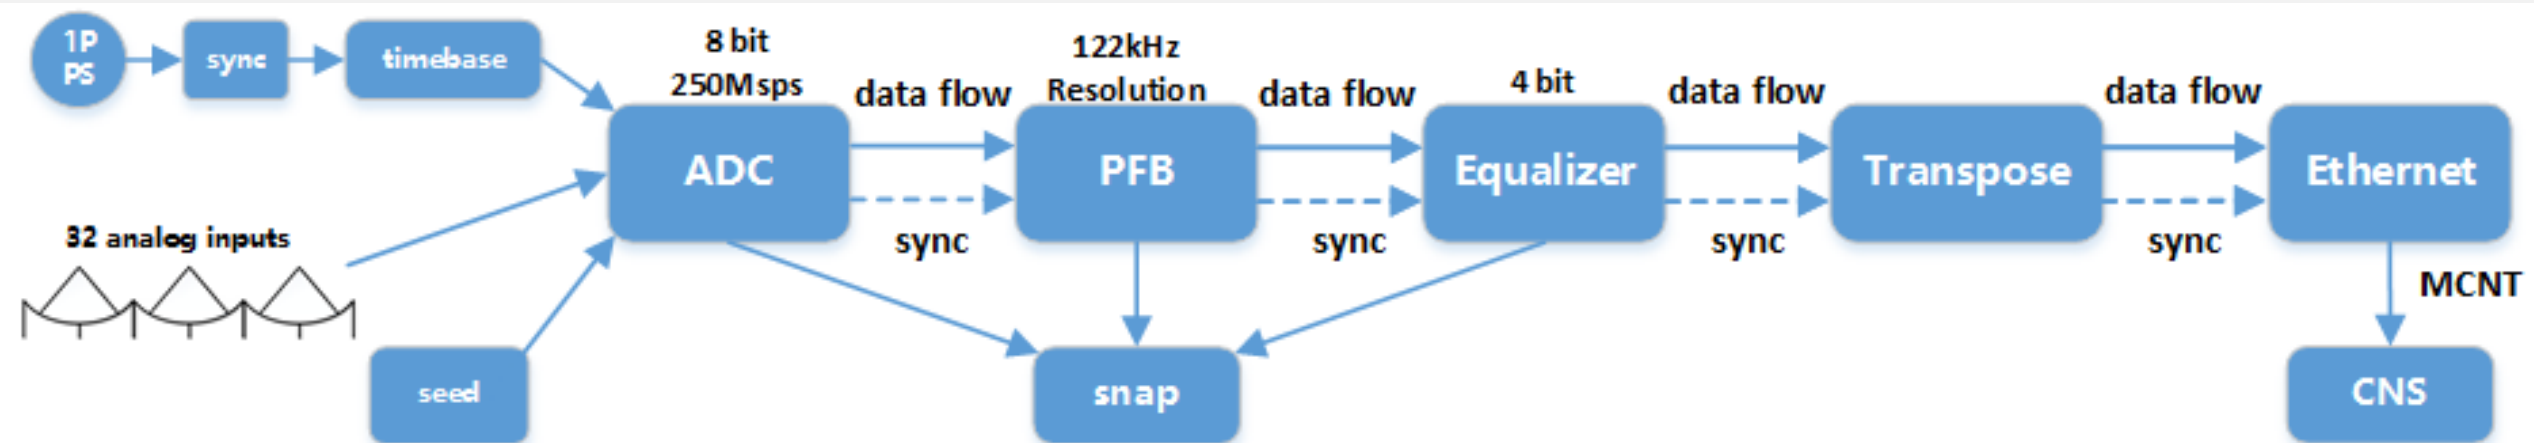 1P
PS
sync
timebase
8 bit
250Msps
data flow
122kHz
Resolution
data flow
4 bit
data flow
data flow
ADC
PFB
Equalizer
Transpose
Ethernet
32 analog inputs
sync
sync
sync
sync
MCNT
seed
snap
CNS